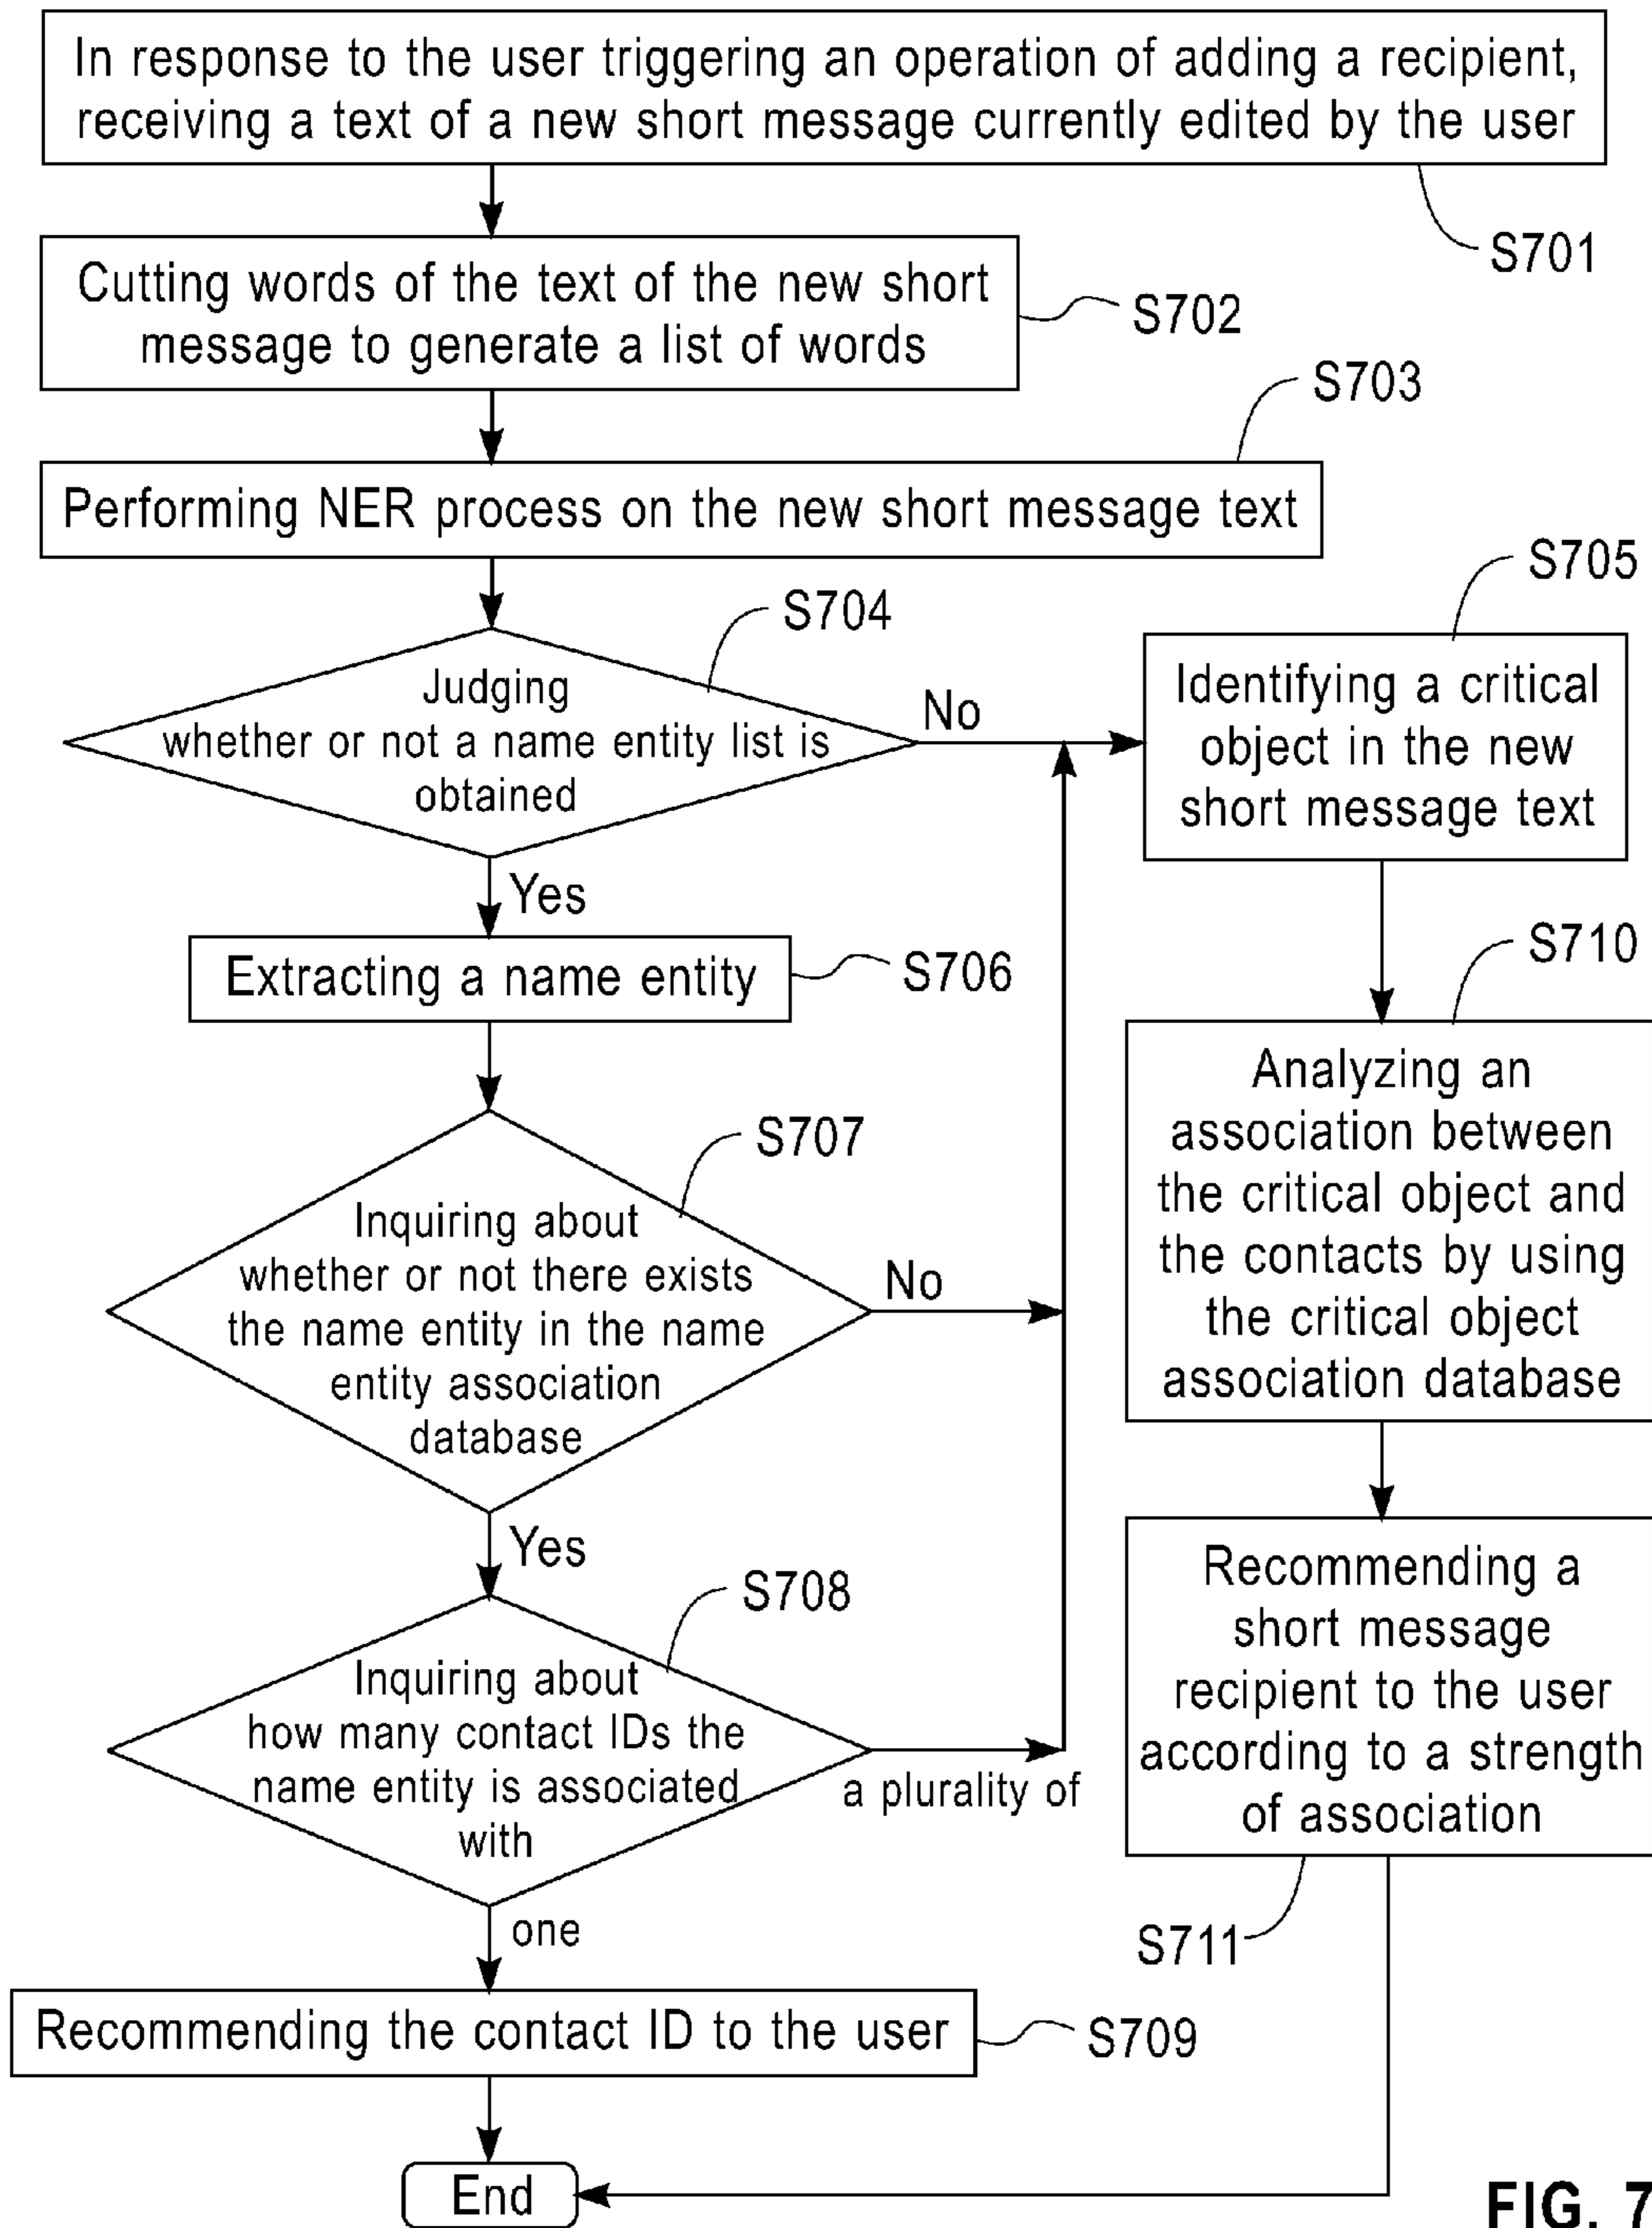 In response to the user triggering an operation of adding a recipient,
receiving a text of a new short message currently edited by the user
S701
Cutting words of the text of the new short
message to generate a list of words
S702
S703
Performing NER process on the new short message text
S704
Judging
whether or not a name entity list is
obtained
No
Yes
S705
Identifying a critical
object in the new
short message text
Extracting a name entity
S706
S707
Inquiring about
whether or not there exists
the name entity in the name
entity association
database
No
Yes
S710
Analyzing an
association between
the critical object and
the contacts by using
the critical object
association database
S708
Inquiring about
how many contact IDs the
name entity is associated
with
a plurality of
one
Recommending a
short message
recipient to the user
according to a strength
of association
S711
Recommending the contact ID to the user
S709
End
FIG. 7